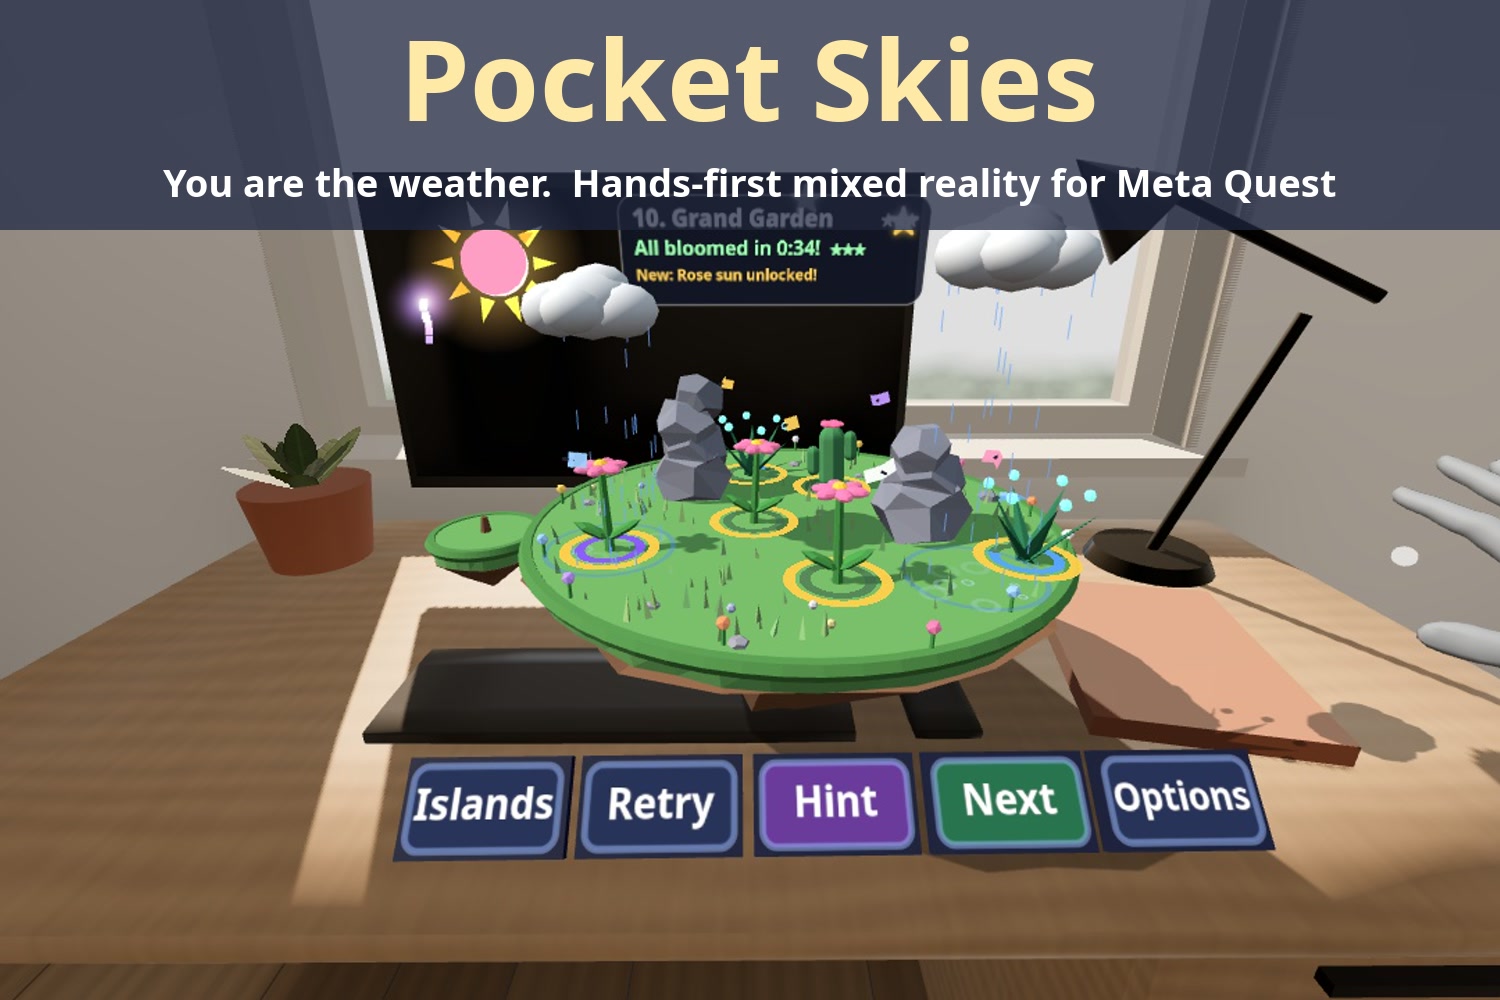 Pocket Skies
You are the weather.  Hands-first mixed reality for Meta Quest
10. Grand Garden
All bloomed in 0:34! ★★★
New: Rose sun unlocked!
Islands
Retry
Hint
Next
Options